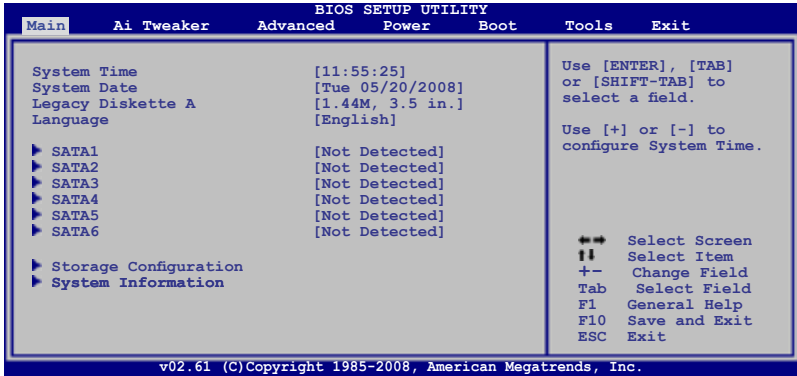 BIOS SETUP UTILITY
Main Ai Tweaker Advanced Power Boot Tools Exit
System Time [11:55:25]
System Date [Tue 05/20/2008]
Legacy Diskette A [1.44M, 3.5 in.]
Language [English]
SATA1 [Not Detected]
SATA2 [Not Detected]
SATA3 [Not Detected]
SATA4 [Not Detected]
SATA5 [Not Detected]
SATA6 [Not Detected]
Storage Configuration
System Information
Use [ENTER], [TAB]
or [SHIFT-TAB] to
select a field.
Use [+] or [-] to
configure System Time.
←→ Select Screen
↑↓ Select Item
+- Change Field
Tab Select Field
F1 General Help
F10 Save and Exit
ESC Exit
v02.61 (C)Copyright 1985-2008, American Megatrends, Inc.